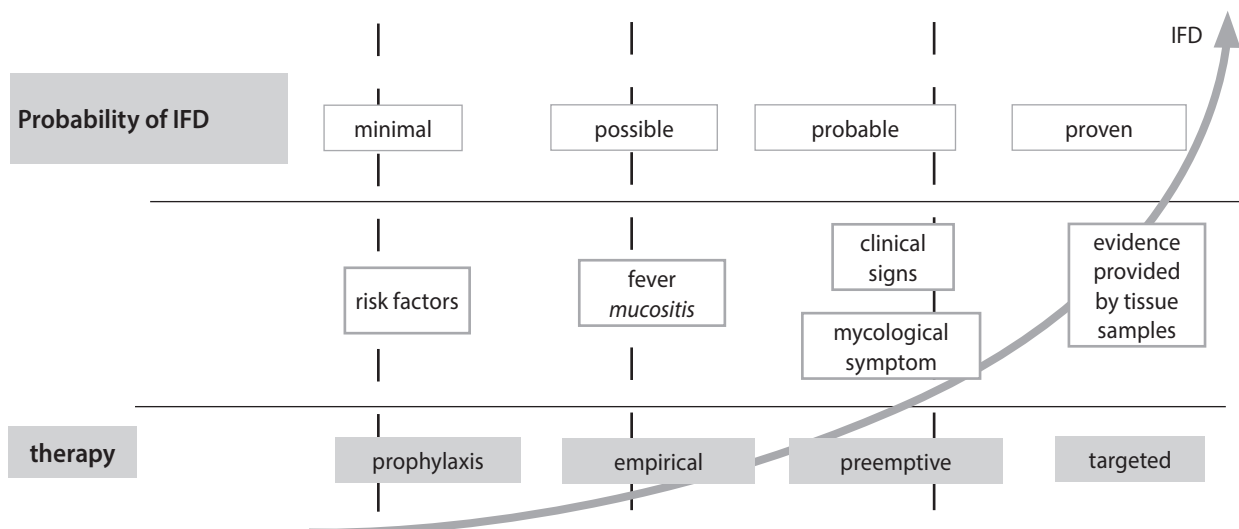 IFD
Probability of IFD
minimal
possible
probable
proven
risk factors
fever
mucositis
clinical
signs
mycological
symptom
evidence
provided
by tissue
samples
therapy
prophylaxis
empirical
preemptive
targeted